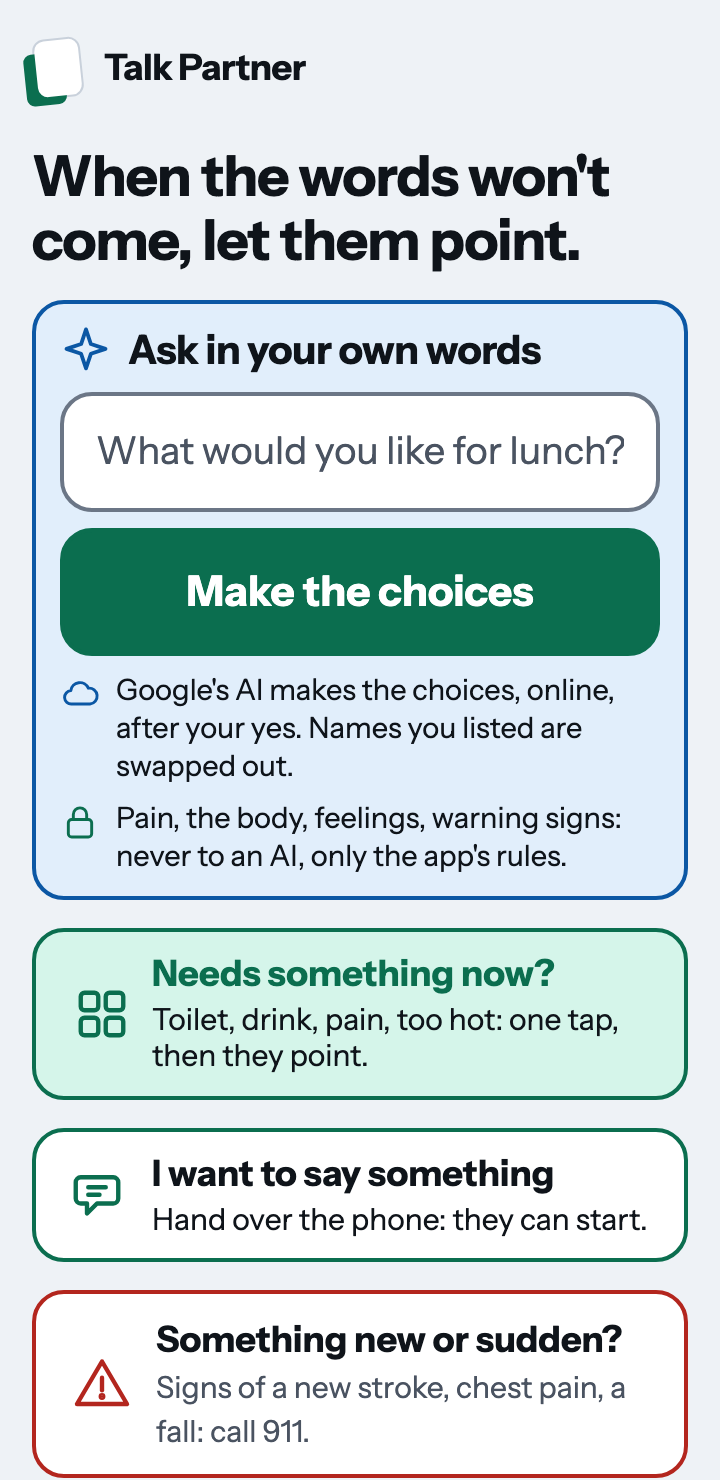 Talk Partner
When the words won't
come, let them point.
Ask in your own words
What would you like for lunch?
Make the choices
Google's AI makes the choices, online,
after your yes. Names you listed are
swapped out.
Pain, the body, feelings, warning signs:
never to an AI, only the app's rules.
Needs something now?
Toilet, drink, pain, too hot: one tap,
then they point.
I want to say something
Hand over the phone: they can start.
Something new or sudden?
Signs of a new stroke, chest pain, a
fall: call 911.